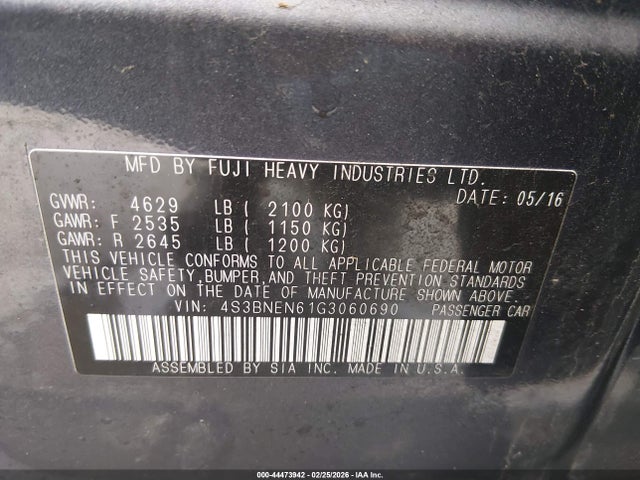 MFD BY FUJI HEAVY INDUSTRIES LTD.
DATE: 05/16
GVWR: 4629 LB ( 2100 KG)
GAWR: F 2535 LB ( 1150 KG)
GAWR: R 2645 LB ( 1200 KG)
THIS VEHICLE CONFORMS TO ALL APPLICABLE FEDERAL MOTOR
VEHICLE SAFETY, BUMPER, AND THEFT PREVENTION STANDARDS
IN EFFECT ON THE DATE OF MANUFACTURE SHOWN ABOVE.
VIN: 4S3BNEN61G3060690 PASSENGER CAR
ASSEMBLED BY SIA INC. MADE IN U.S.A.
000-44473942 - 02/25/2026 - IAA Inc.